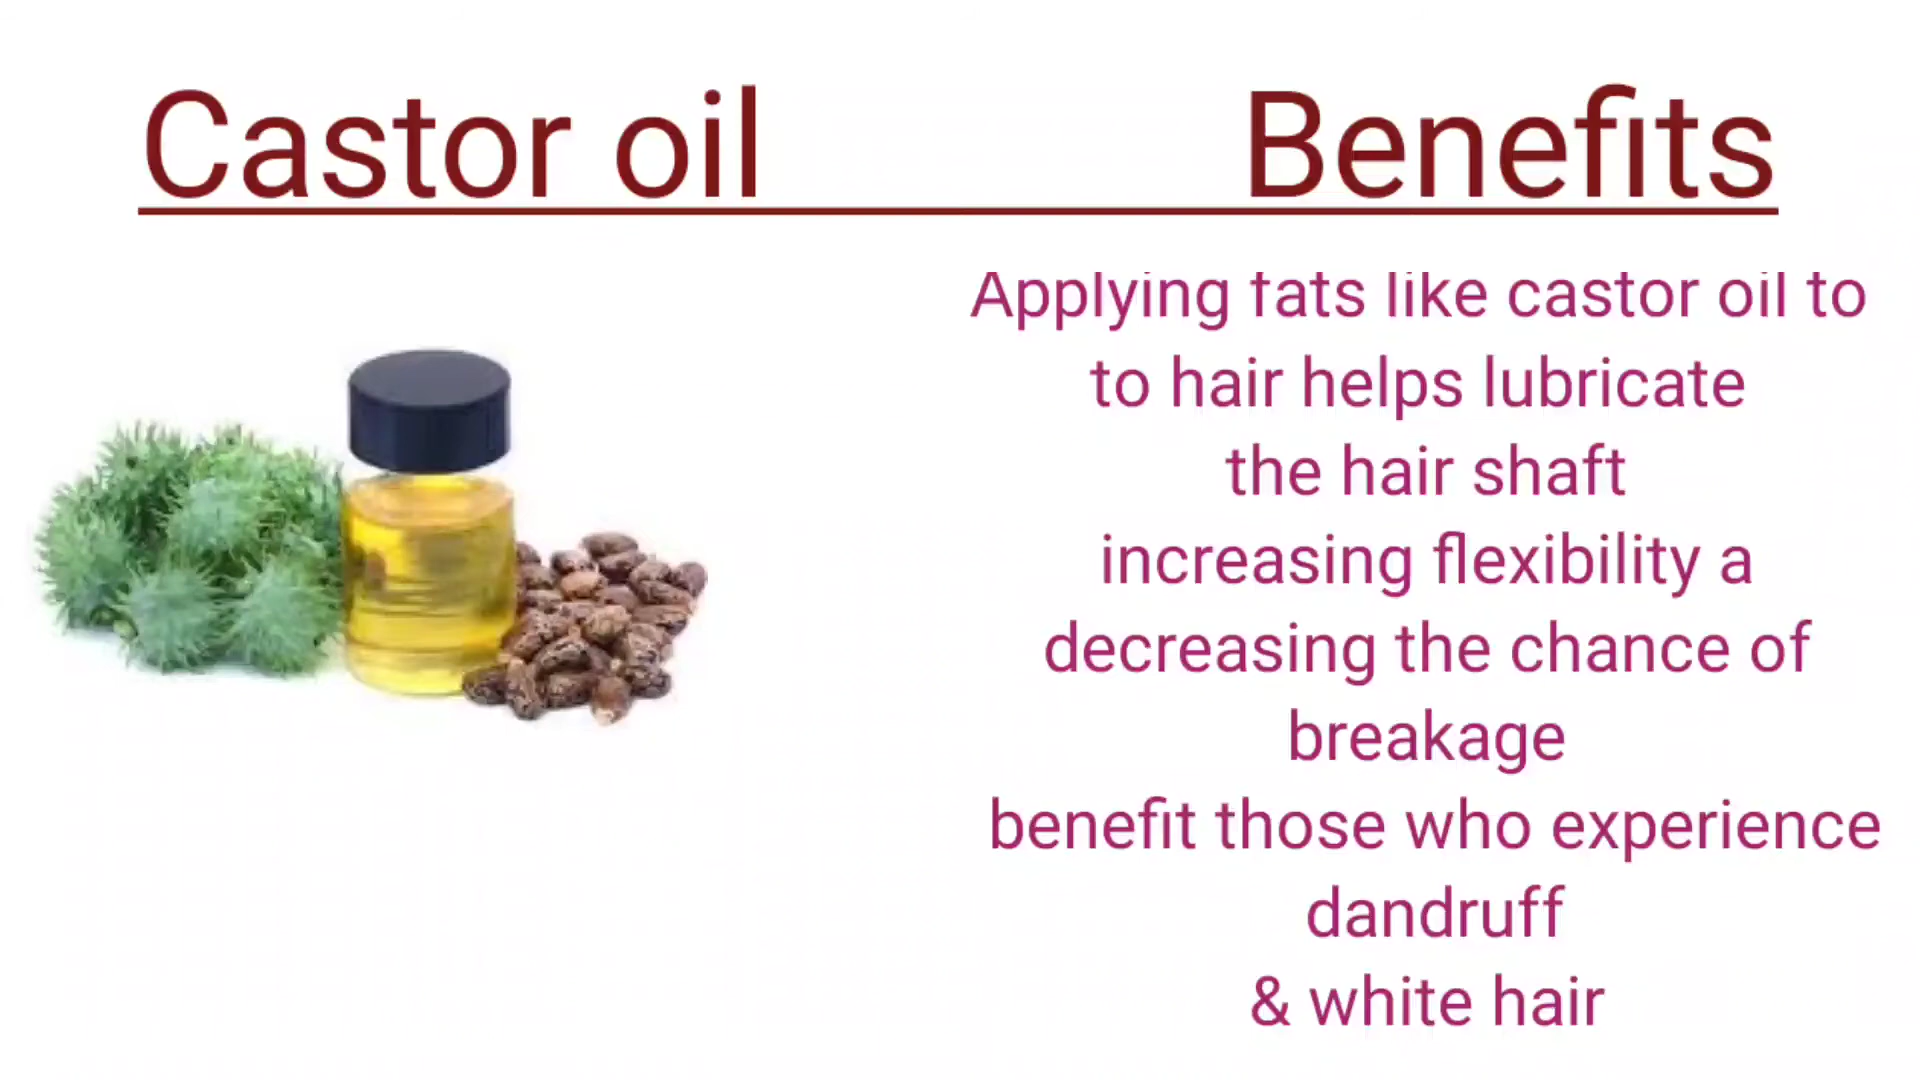 Castor oil Benefits
Applying fats like castor oil to
to hair helps lubricate
the hair shaft
increasing flexibility a
decreasing the chance of
breakage
benefit those who experience
dandruff
& white hair